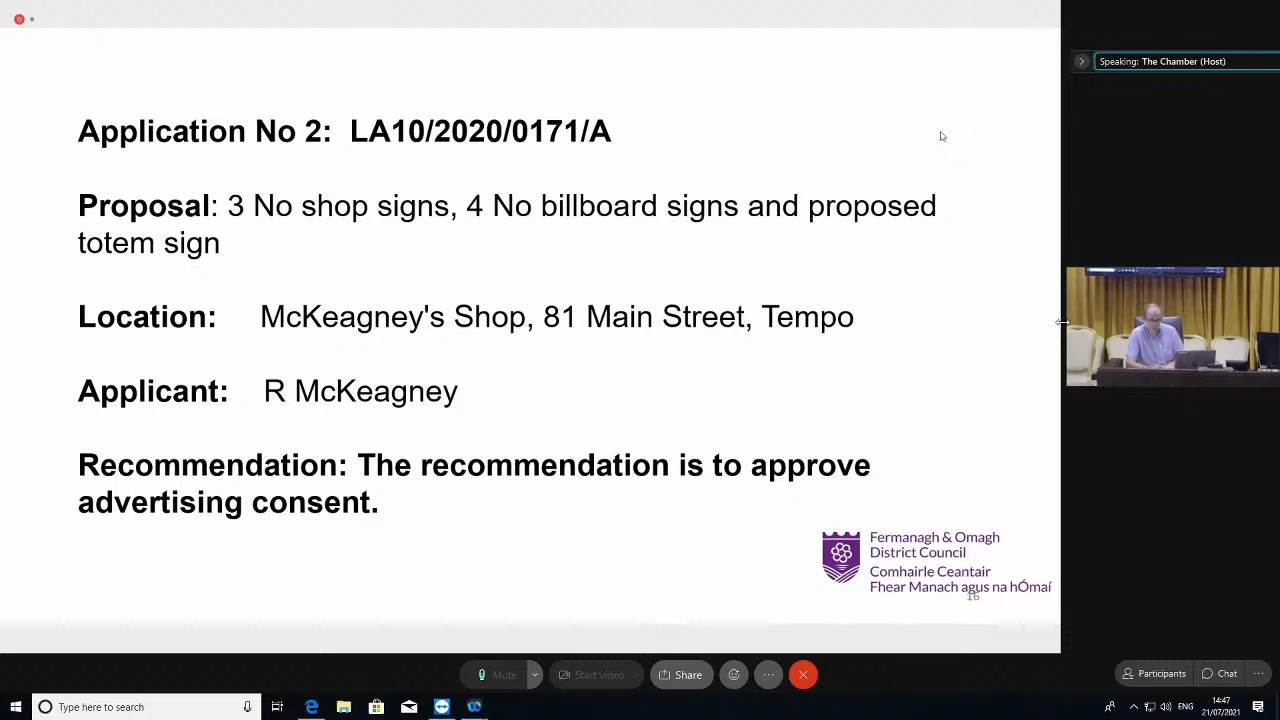 Application No 2: LA10/2020/0171/A
Proposal: 3 No shop signs, 4 No billboard signs and proposed
totem sign
Location: McKeagney's Shop, 81 Main Street, Tempo
Applicant: R McKeagney
Recommendation: The recommendation is to approve
advertising consent.
Fermanagh & Omagh
District Council
Comhairle Ceantair
Fhear Manach agus na hÓmaí
16
Speaking: The Chamber (Host)
Mute
Start video
Share
Participants
Chat
Type here to search
ENG
14:47
21/07/2021